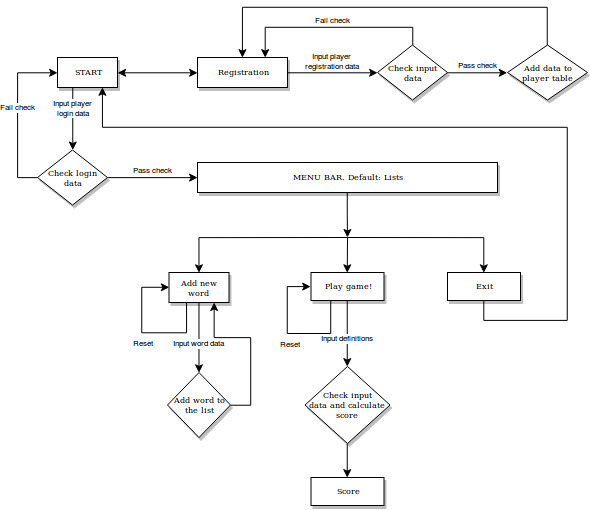 Fail check
START
Registration
Input player
registration data
Check input
data
Pass check
Add data to
player table
Fail check
Input player
login data
Check login
data
Pass check
MENU BAR. Default: Lists
Add new
word
Play game!
Exit
Reset
Input word data
Reset
Input definitions
Add word to
the list
Check input
data and calculate
score
Score